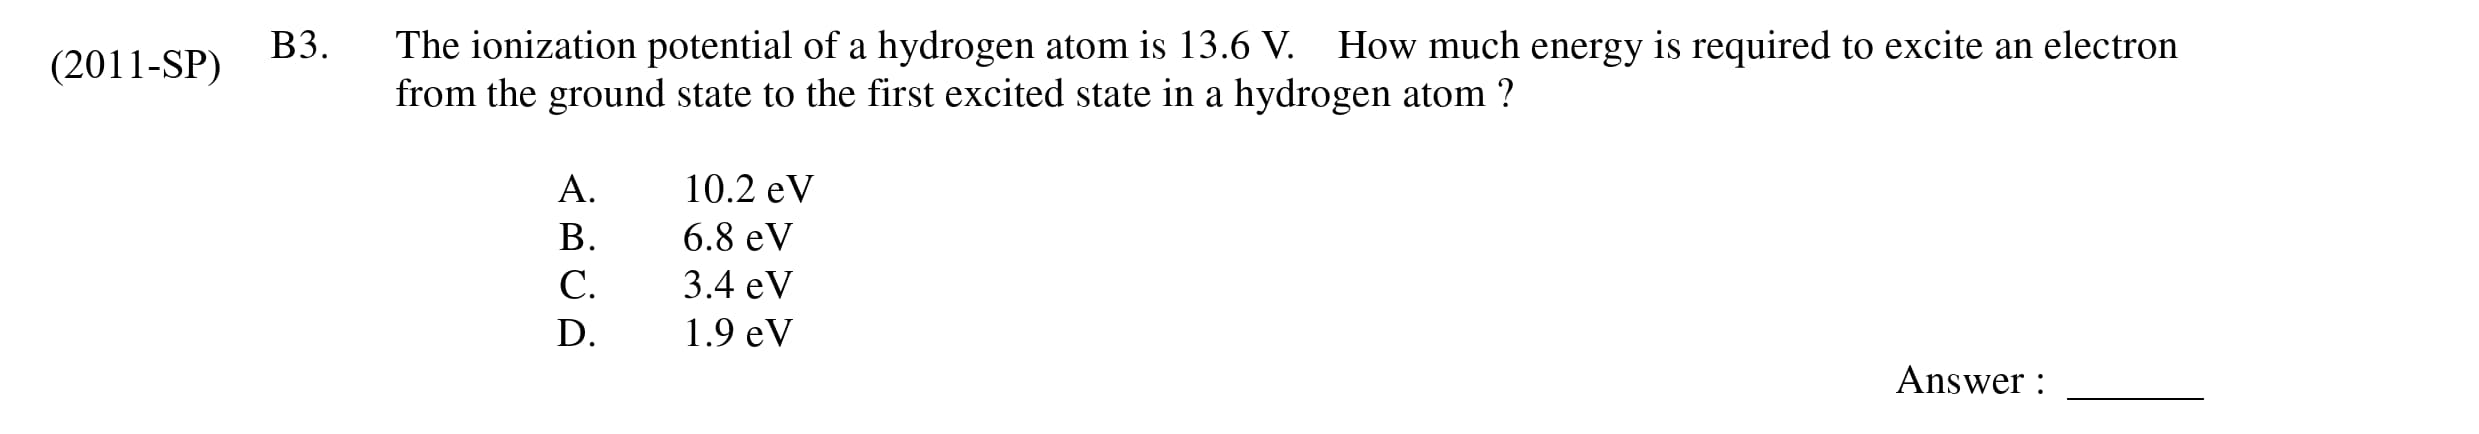 (2011-SP) B3. The ionization potential of a hydrogen atom is 13.6 V. How much energy is required to excite an electron
from the ground state to the first excited state in a hydrogen atom ?
A. 10.2 eV
B. 6.8 eV
C. 3.4 eV
D. 1.9 eV
Answer : ______